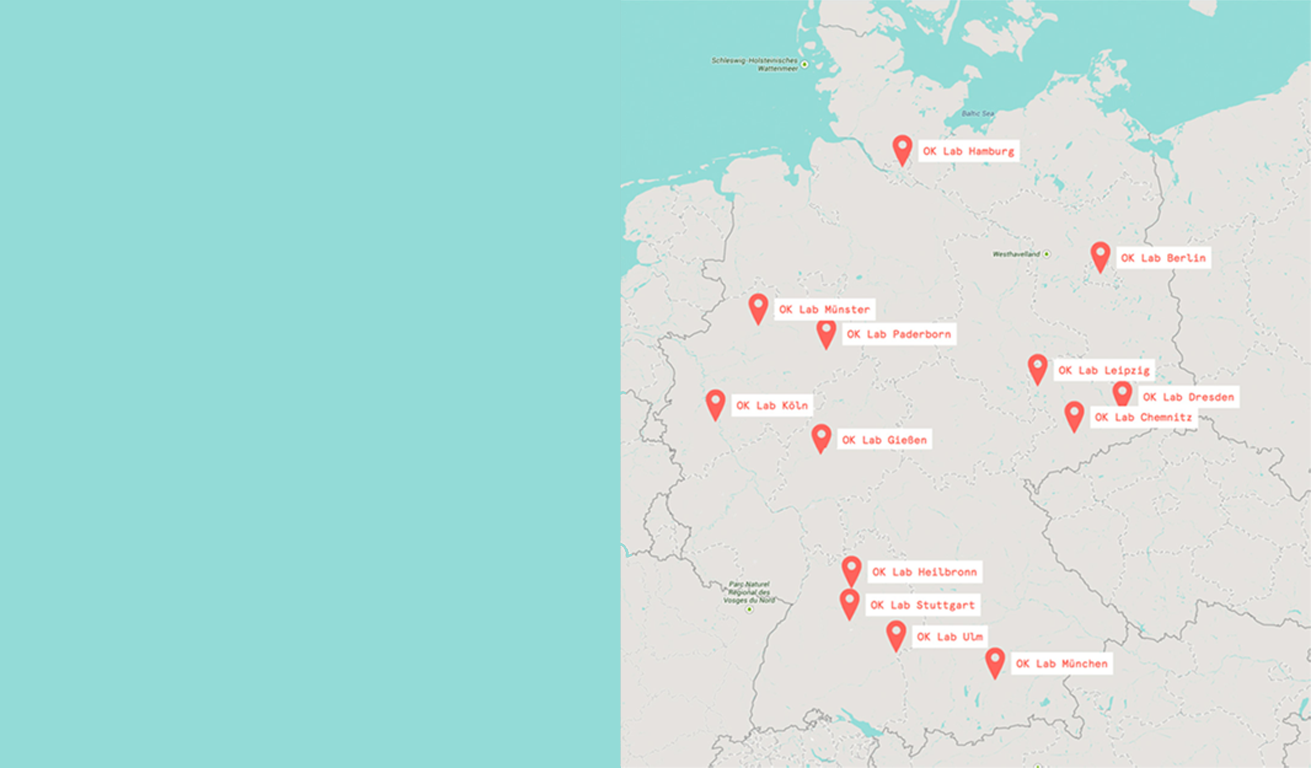 Schleswig-Holsteinisches
Wattenmeer
Baltic Sea
OK Lab Hamburg
Westhavelland
OK Lab Berlin
OK Lab Münster
OK Lab Paderborn
OK Lab Leipzig
OK Lab Dresden
OK Lab Köln
OK Lab Chemnitz
OK Lab Gießen
OK Lab Heilbronn
Parc Naturel
Régional des
Vosges du Nord
OK Lab Stuttgart
OK Lab Ulm
OK Lab München